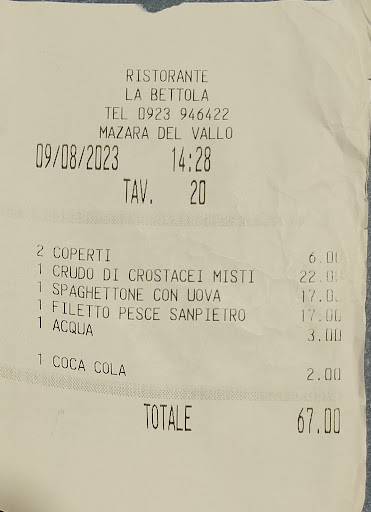 RISTORANTE
LA BETTOLA
TEL 0923 946422
MAZARA DEL VALLO
09/08/2023 14:28
TAV. 20
2 COPERTI 6.00
1 CRUDO DI CROSTACEI MISTI 22.00
1 SPAGHETTONE CON UOVA 17.00
1 FILETTO PESCE SANPIETRO 17.00
1 ACQUA 3.00
1 COCA COLA 2.00
TOTALE 67.00